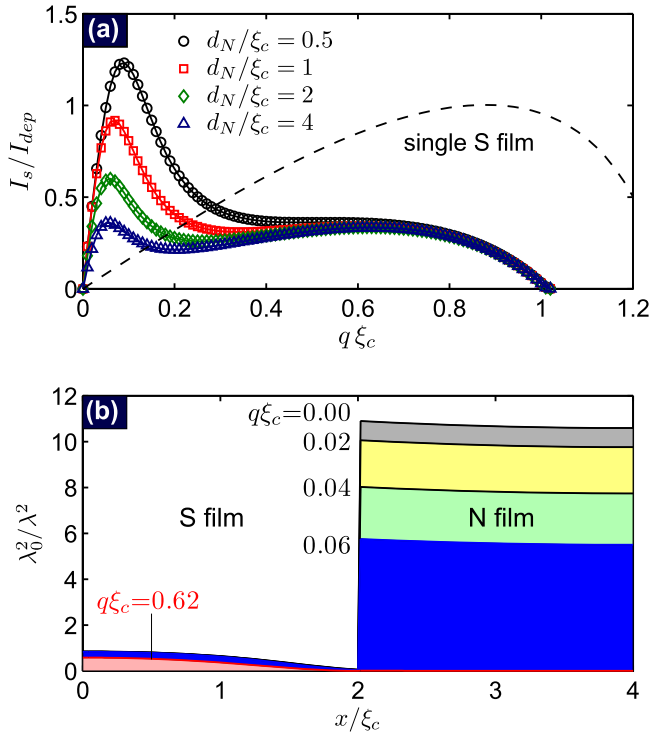 (a)
d_N/ξ_c = 0.5
d_N/ξ_c = 1
d_N/ξ_c = 2
d_N/ξ_c = 4
single S film
I_s/I_dep
1.5
1
0.5
0
0 0.2 0.4 0.6 0.8 1 1.2
q ξ_c
(b)
qξ_c=0.00
0.02
0.04
0.06
S film
N film
qξ_c=0.62
λ_0^2/λ^2
12
10
8
6
4
2
1
0
0 1 2 3 4
x/ξ_c